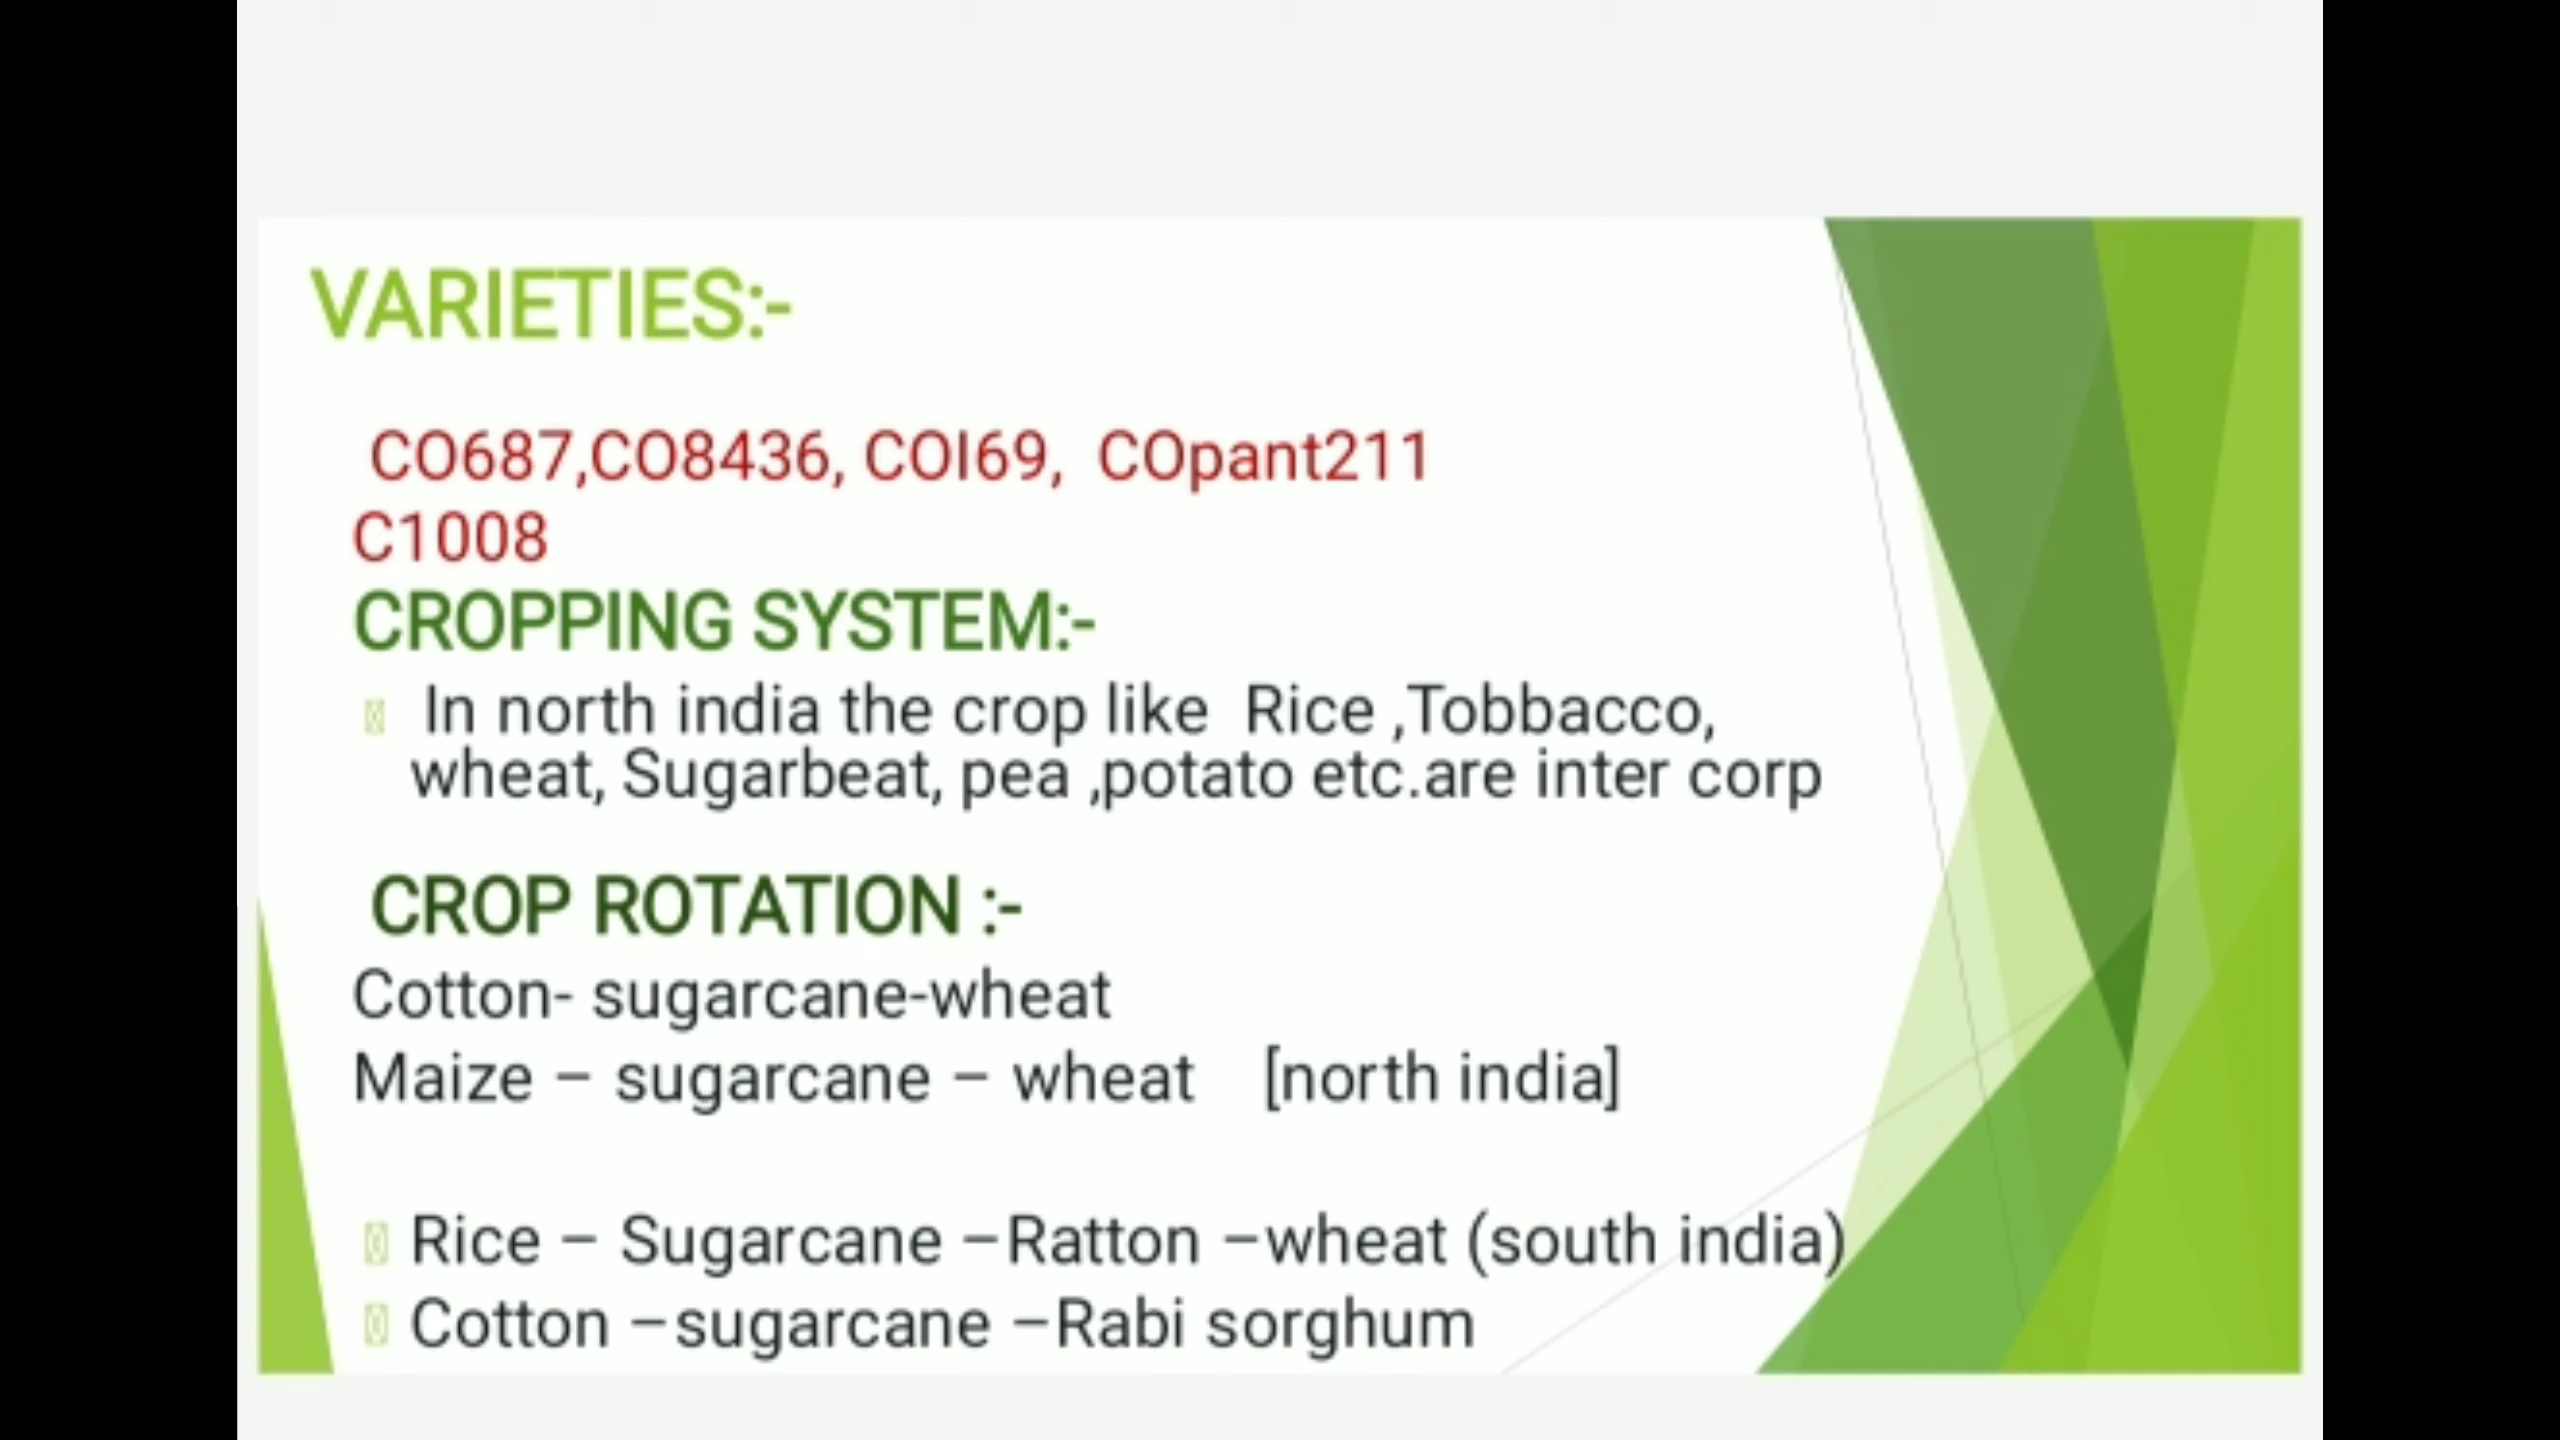 VARIETIES:-
CO687,CO8436, COI69,  COpant211
C1008
CROPPING SYSTEM:-
In north india the crop like  Rice ,Tobbacco,
wheat, Sugarbeat, pea ,potato etc.are inter corp
CROP ROTATION :-
Cotton- sugarcane-wheat
Maize – sugarcane – wheat    [north india]
Rice – Sugarcane –Ratton –wheat (south india)
Cotton –sugarcane –Rabi sorghum